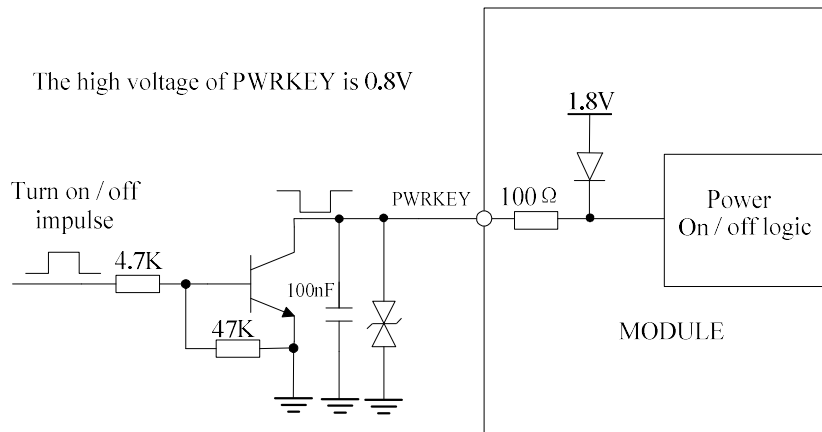 The high voltage of PWRKEY is 0.8V
1.8V
Turn on / off
impulse
PWRKEY
100 Ω
Power
On / off logic
4.7K
100nF
47K
MODULE